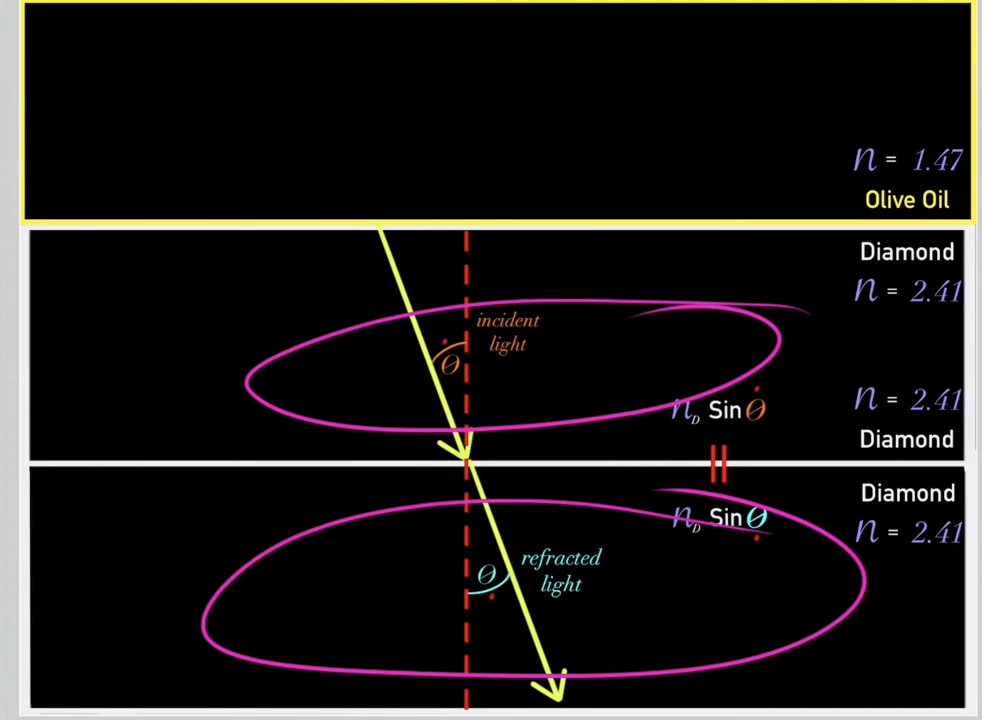 n = 1.47
Olive Oil
Diamond
n = 2.41
incident
light
θ̇
n_D Sin θ̇
n = 2.41
Diamond
||
Diamond
n_D Sin θ̣
n = 2.41
refracted
light
θ̣